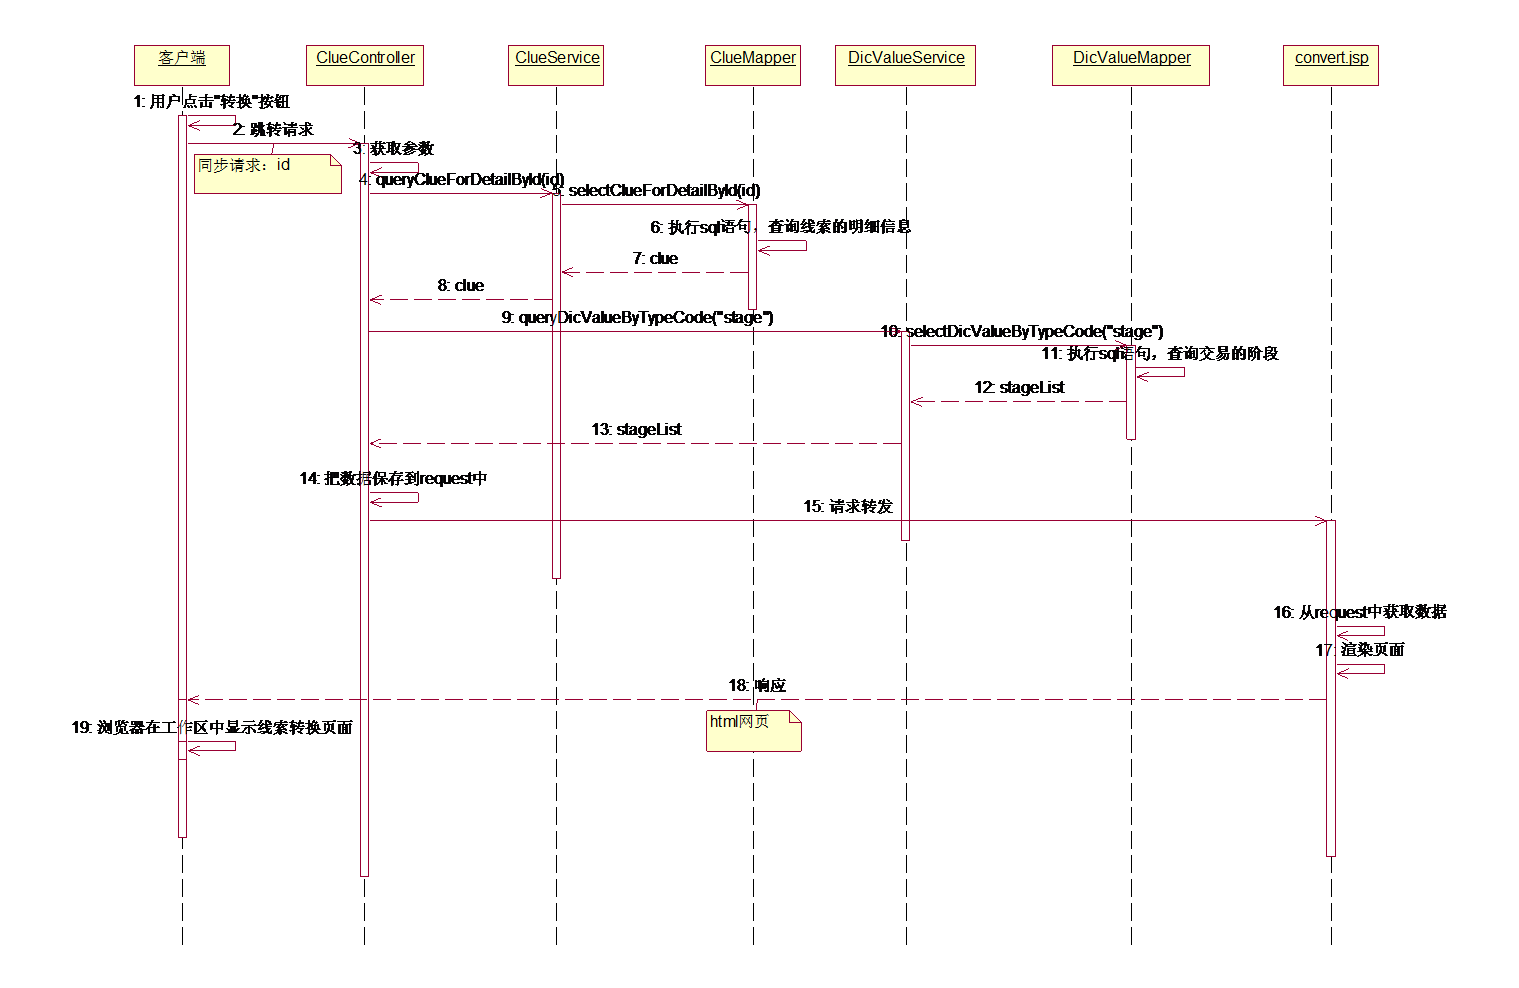 客户端
ClueController
ClueService
ClueMapper
DicValueService
DicValueMapper
convert.jsp
1: 用户点击"转换"按钮
2: 跳转请求
同步请求：id
3: 获取参数
4: queryClueForDetailById(id)
5: selectClueForDetailById(id)
6: 执行sql语句，查询线索的明细信息
7: clue
8: clue
9: queryDicValueByTypeCode("stage")
10: selectDicValueByTypeCode("stage")
11: 执行sql语句，查询交易的阶段
12: stageList
13: stageList
14: 把数据保存到request中
15: 请求转发
16: 从request中获取数据
17: 渲染页面
18: 响应
html网页
19: 浏览器在工作区中显示线索转换页面